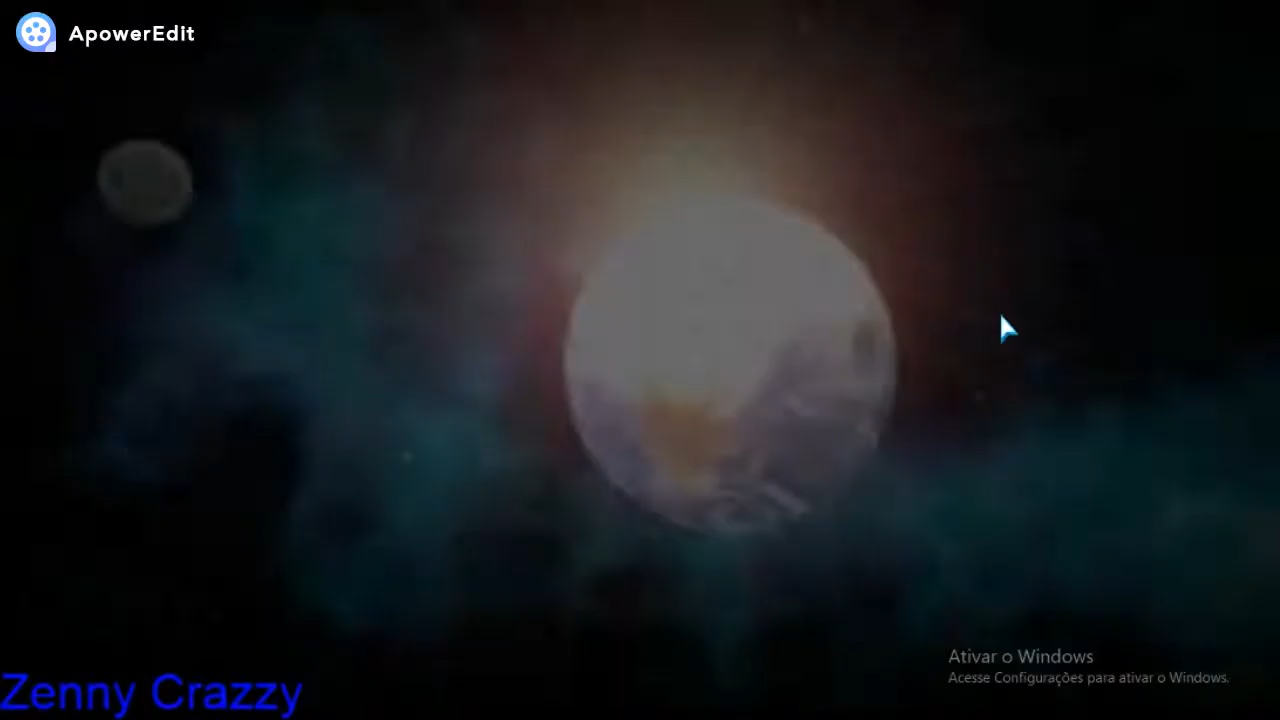 ApowerEdit
Ativar o Windows
Acesse Configurações para ativar o Windows.
Zenny Crazzy